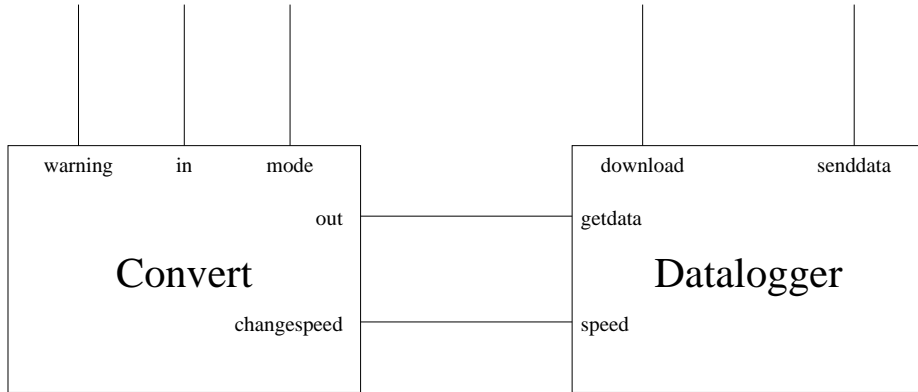 warning in mode download senddata
out getdata
Convert Datalogger
changespeed speed